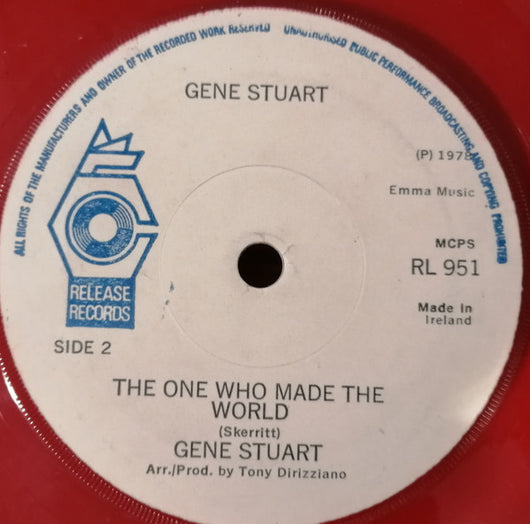 ALL RIGHTS OF THE MANUFACTURERS AND OWNER OF THE RECORDED WORK RESERVED UNAUTHORISED PUBLIC PERFORMANCE BROADCASTING AND COPYING PROHIBITED
GENE STUART
(P) 1978
Emma Music
MCPS
RL 951
RELEASE
RECORDS
Made in
Ireland
SIDE 2
THE ONE WHO MADE THE
WORLD
(Skerritt)
GENE STUART
Arr./Prod. by Tony Dirizziano